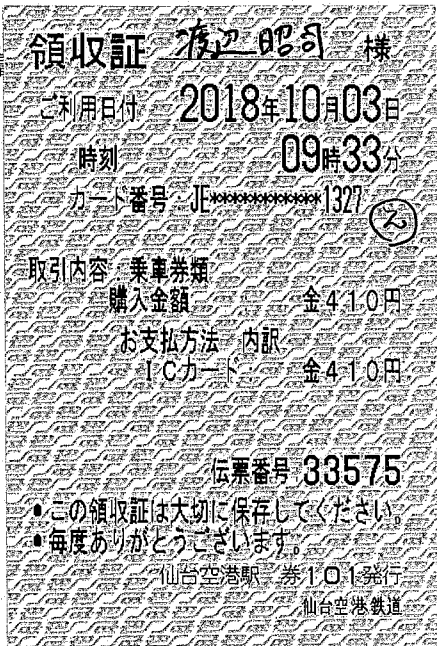 領収証 渡辺昭司 様
ご利用日付 2018年10月03日
時刻 09時33分
カード番号 JE***********1327
え
取引内容 乗車券類
購入金額 金410円
お支払方法 内訳
ICカード 金410円
伝票番号 33575
●この領収証は大切に保存してください。
●毎度ありがとうございます。
仙台空港駅 券101発行
仙台空港鉄道